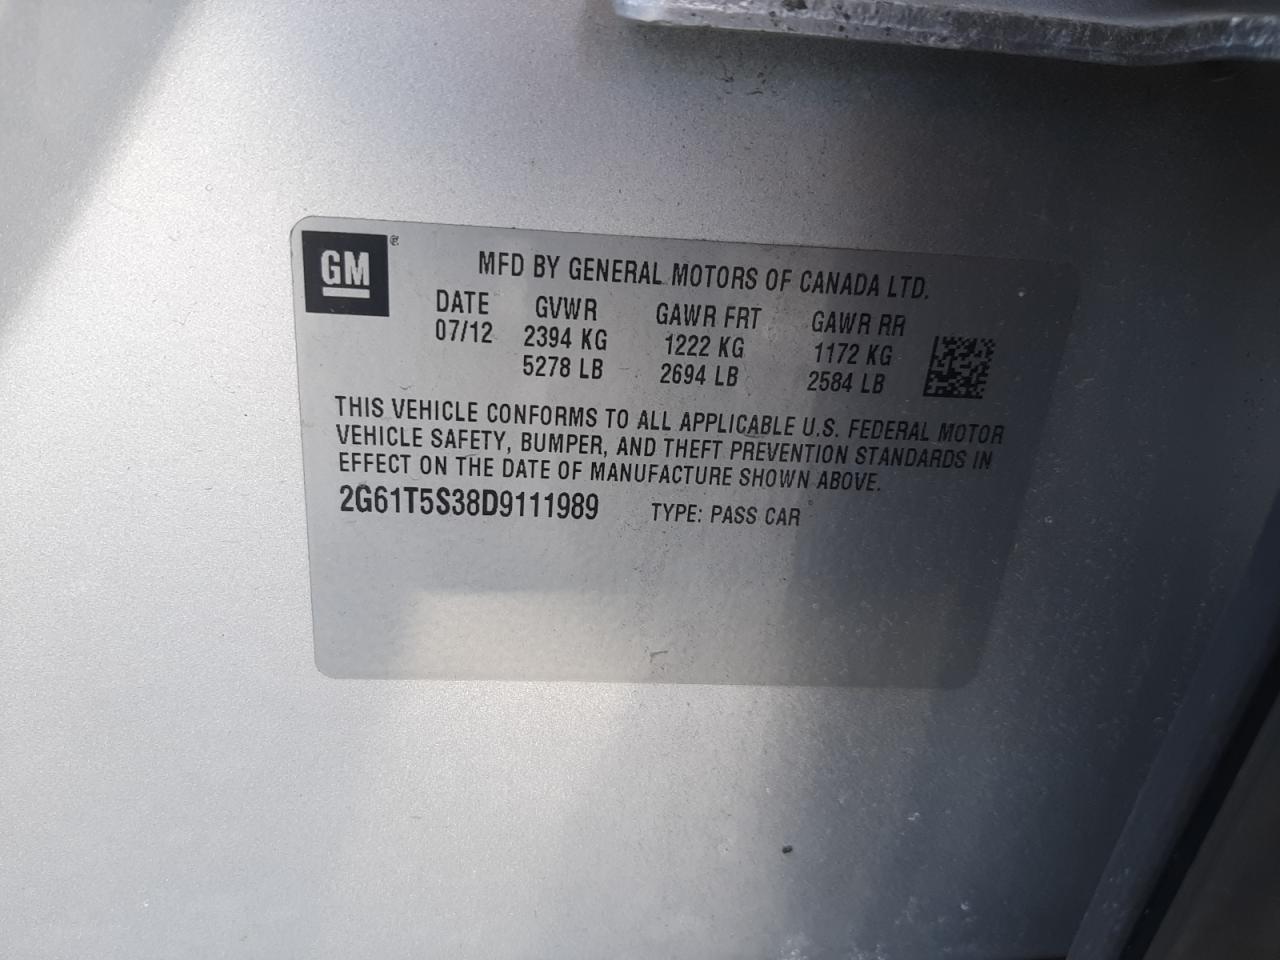 GM ®
MFD BY GENERAL MOTORS OF CANADA LTD.
DATE GVWR GAWR FRT GAWR RR
07/12 2394 KG 1222 KG 1172 KG
5278 LB 2694 LB 2584 LB
THIS VEHICLE CONFORMS TO ALL APPLICABLE U.S. FEDERAL MOTOR
VEHICLE SAFETY, BUMPER, AND THEFT PREVENTION STANDARDS IN
EFFECT ON THE DATE OF MANUFACTURE SHOWN ABOVE.
2G61T5S38D9111989 TYPE: PASS CAR